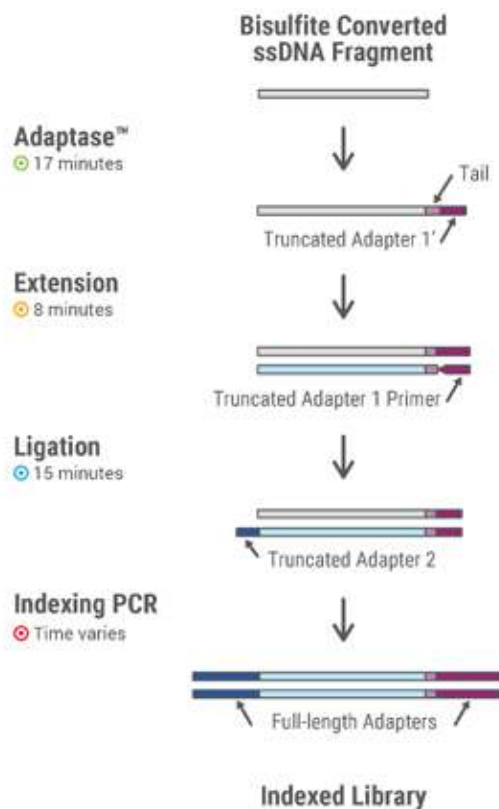 Bisulfite Converted
ssDNA Fragment
Adaptase™
17 minutes
Tail
Truncated Adapter 1'
Extension
8 minutes
Truncated Adapter 1 Primer
Ligation
15 minutes
Truncated Adapter 2
Indexing PCR
Time varies
Full-length Adapters
Indexed Library